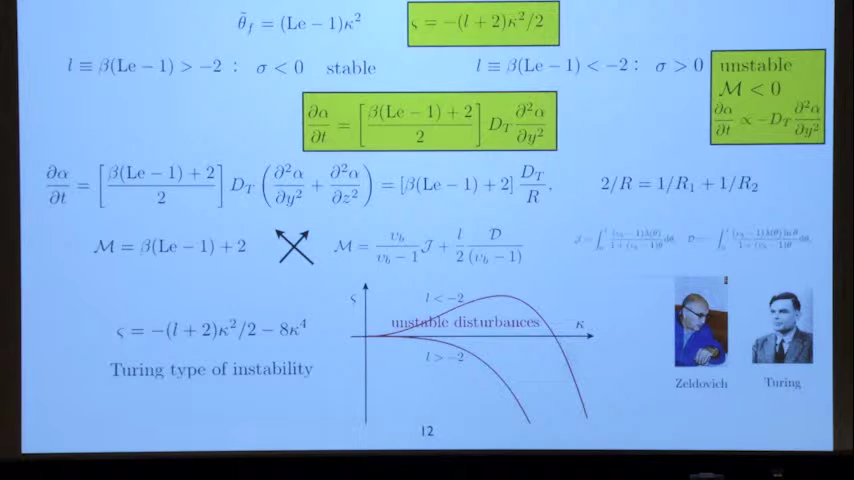 θ̃_f = (Le − 1)κ²
ς = −(l + 2)κ²/2
l ≡ β(Le − 1) > −2 : σ < 0 stable
l ≡ β(Le − 1) < −2 : σ > 0
unstable
ℳ < 0
∂α/∂t ∝ −D_T ∂²α/∂y²
∂α/∂t = [β(Le − 1) + 2 / 2] D_T ∂²α/∂y²
∂α/∂t = [β(Le − 1) + 2 / 2] D_T (∂²α/∂y² + ∂²α/∂z²) = [β(Le − 1) + 2] D_T/R,
2/R = 1/R₁ + 1/R₂
ℳ = β(Le − 1) + 2
ℳ = υ_b/(υ_b − 1) 𝒥 + l/2 𝒟/(υ_b − 1)
ς
l < −2
unstable disturbances
κ
l > −2
ς = −(l + 2)κ²/2 − 8κ⁴
Turing type of instability
Zeldovich
Turing
12